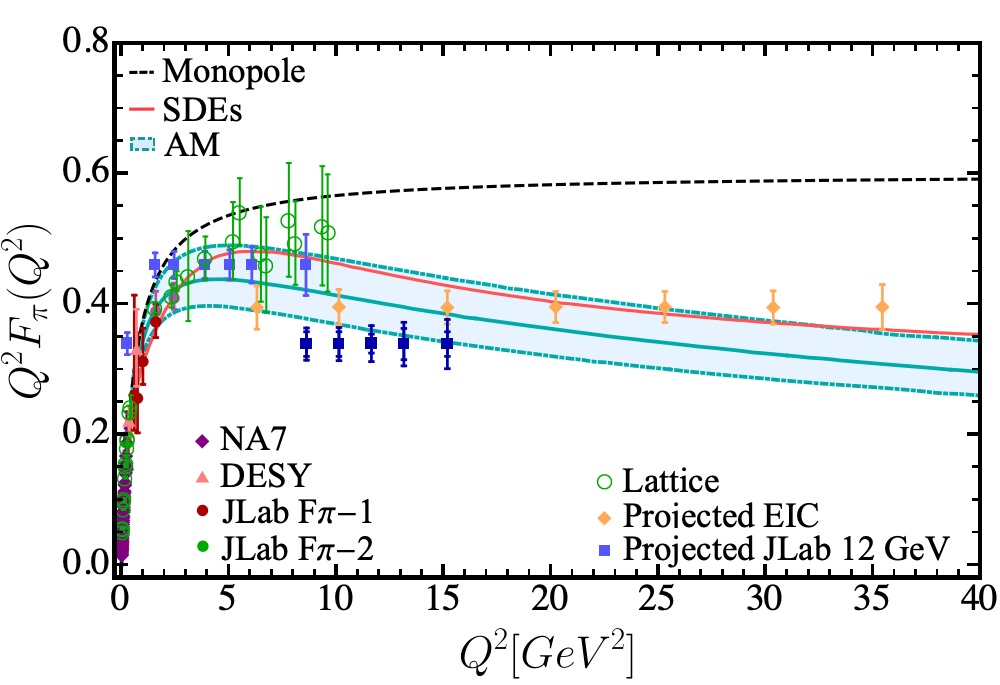 0.8
0.6
0.4
0.2
0.0
Q²Fπ(Q²)
Monopole
SDEs
AM
NA7
DESY
JLab Fπ−1
JLab Fπ−2
Lattice
Projected EIC
Projected JLab 12 GeV
0 5 10 15 20 25 30 35 40
Q²[GeV²]